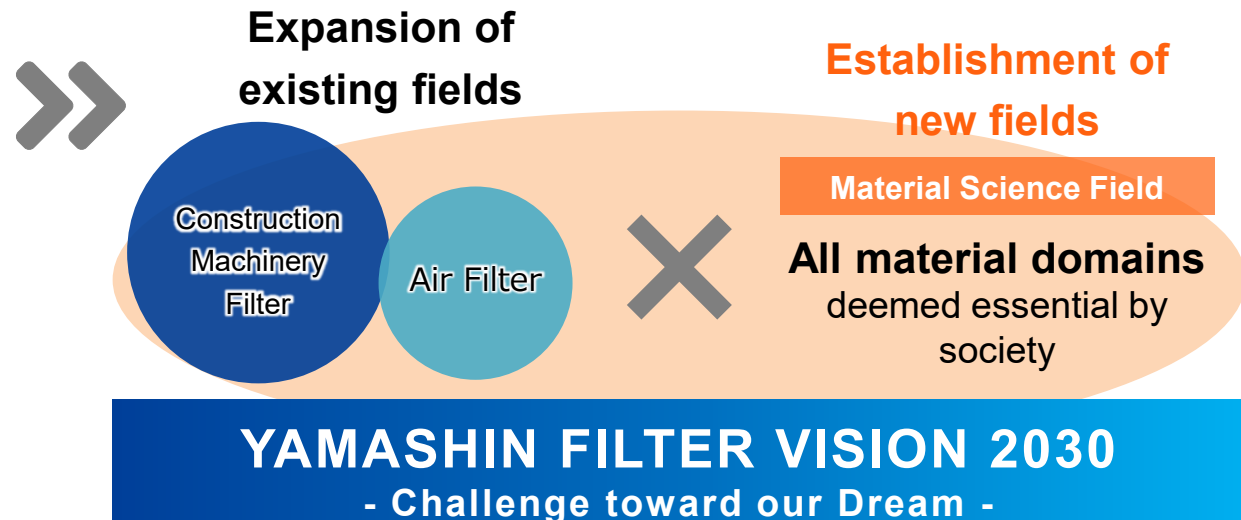 Expansion of
existing fields
Establishment of
new fields
Material Science Field
Construction
Machinery
Filter
Air Filter
All material domains
deemed essential by
society
YAMASHIN FILTER VISION 2030
- Challenge toward our Dream -